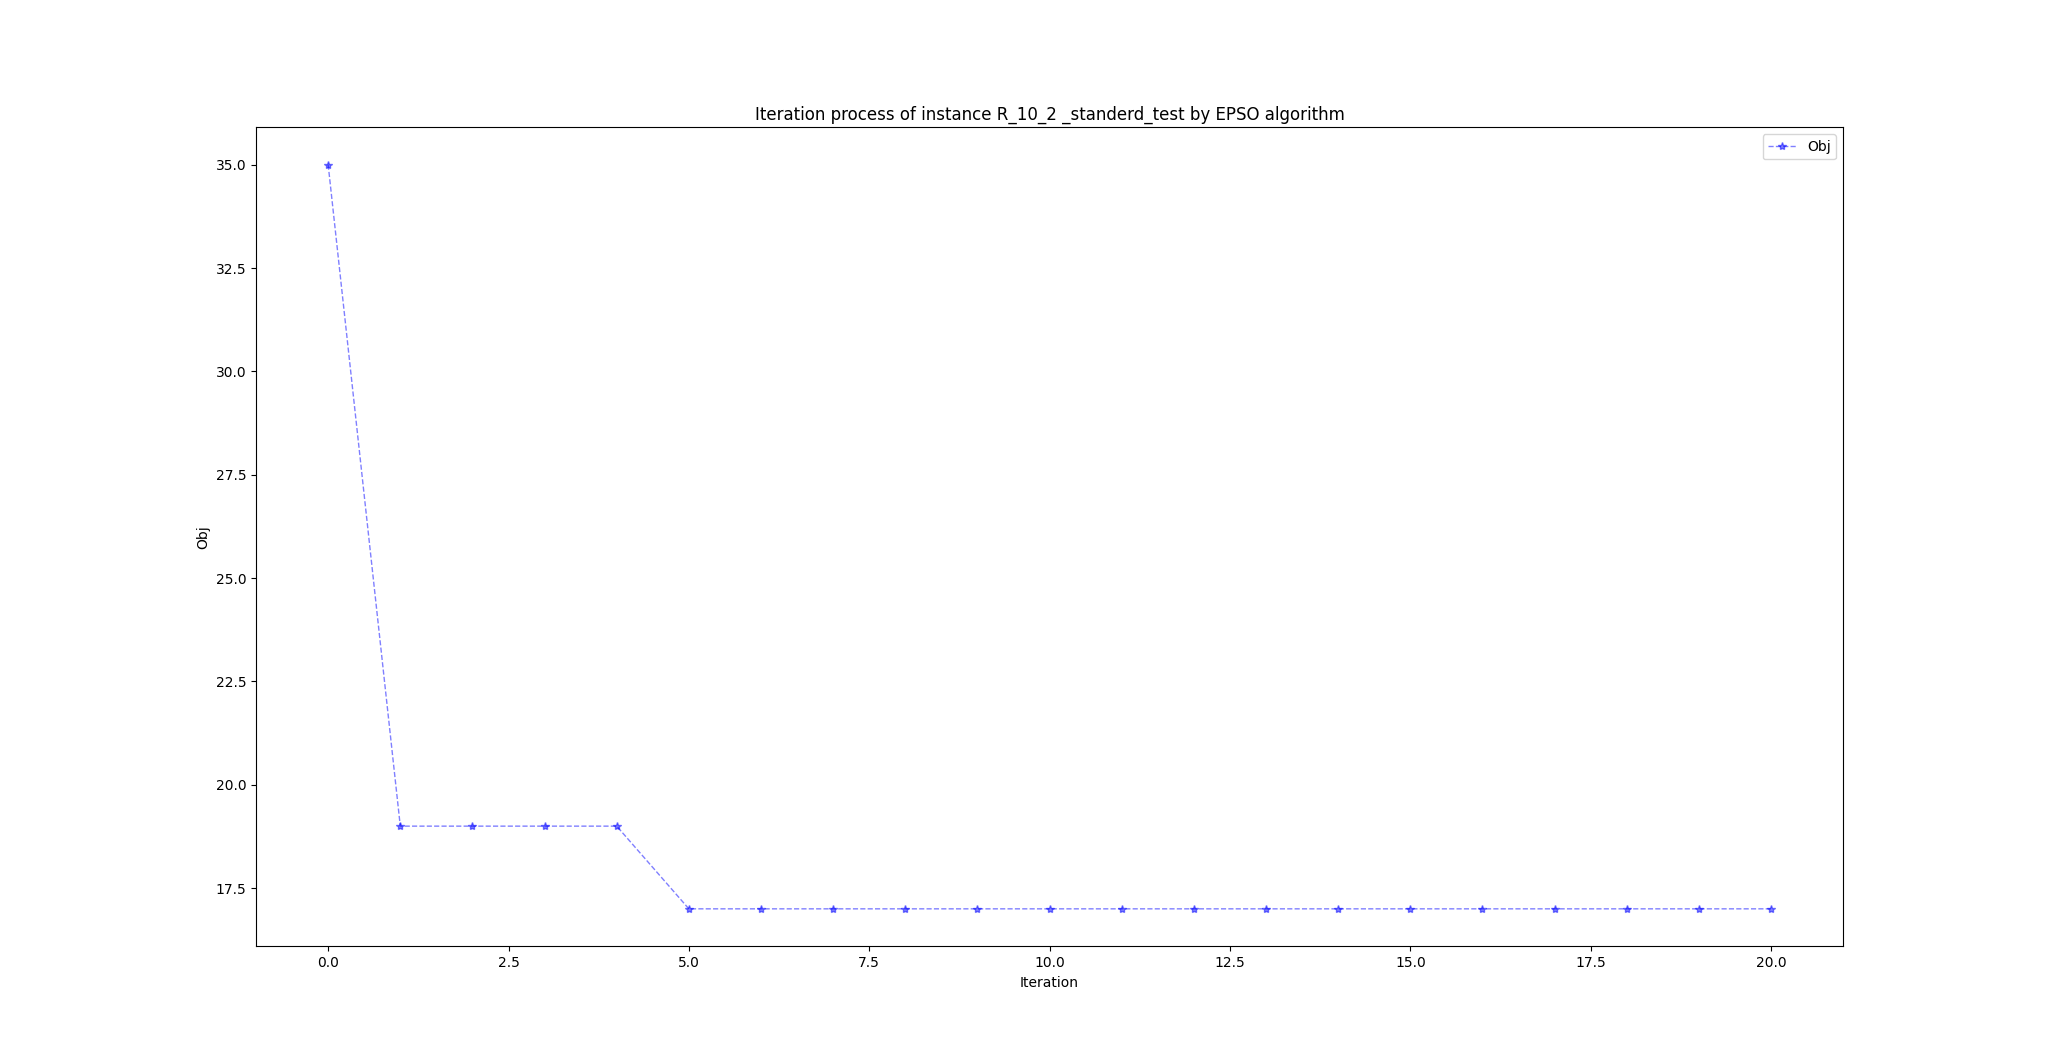 Iteration process of instance R_10_2 _standerd_test by EPSO algorithm
Obj
35.0
32.5
30.0
27.5
25.0
22.5
20.0
17.5
Obj
0.0 2.5 5.0 7.5 10.0 12.5 15.0 17.5 20.0
Iteration